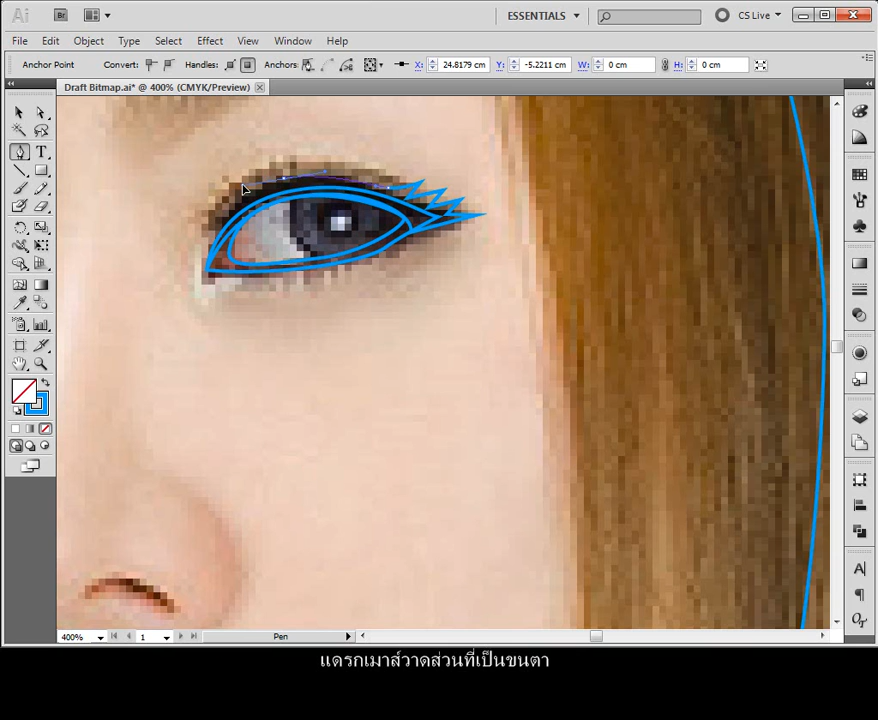 Ai Br ESSENTIALS CS Live
File Edit Object Type Select Effect View Window Help
Anchor Point Convert: Handles: Anchors: X: 24.8179 cm Y: -5.2211 cm W: 0 cm H: 0 cm
Draft Bitmap.ai* @ 400% (CMYK/Preview)
400% 1 Pen
แดรกเมาส์วาดส่วนที่เป็นขนตา